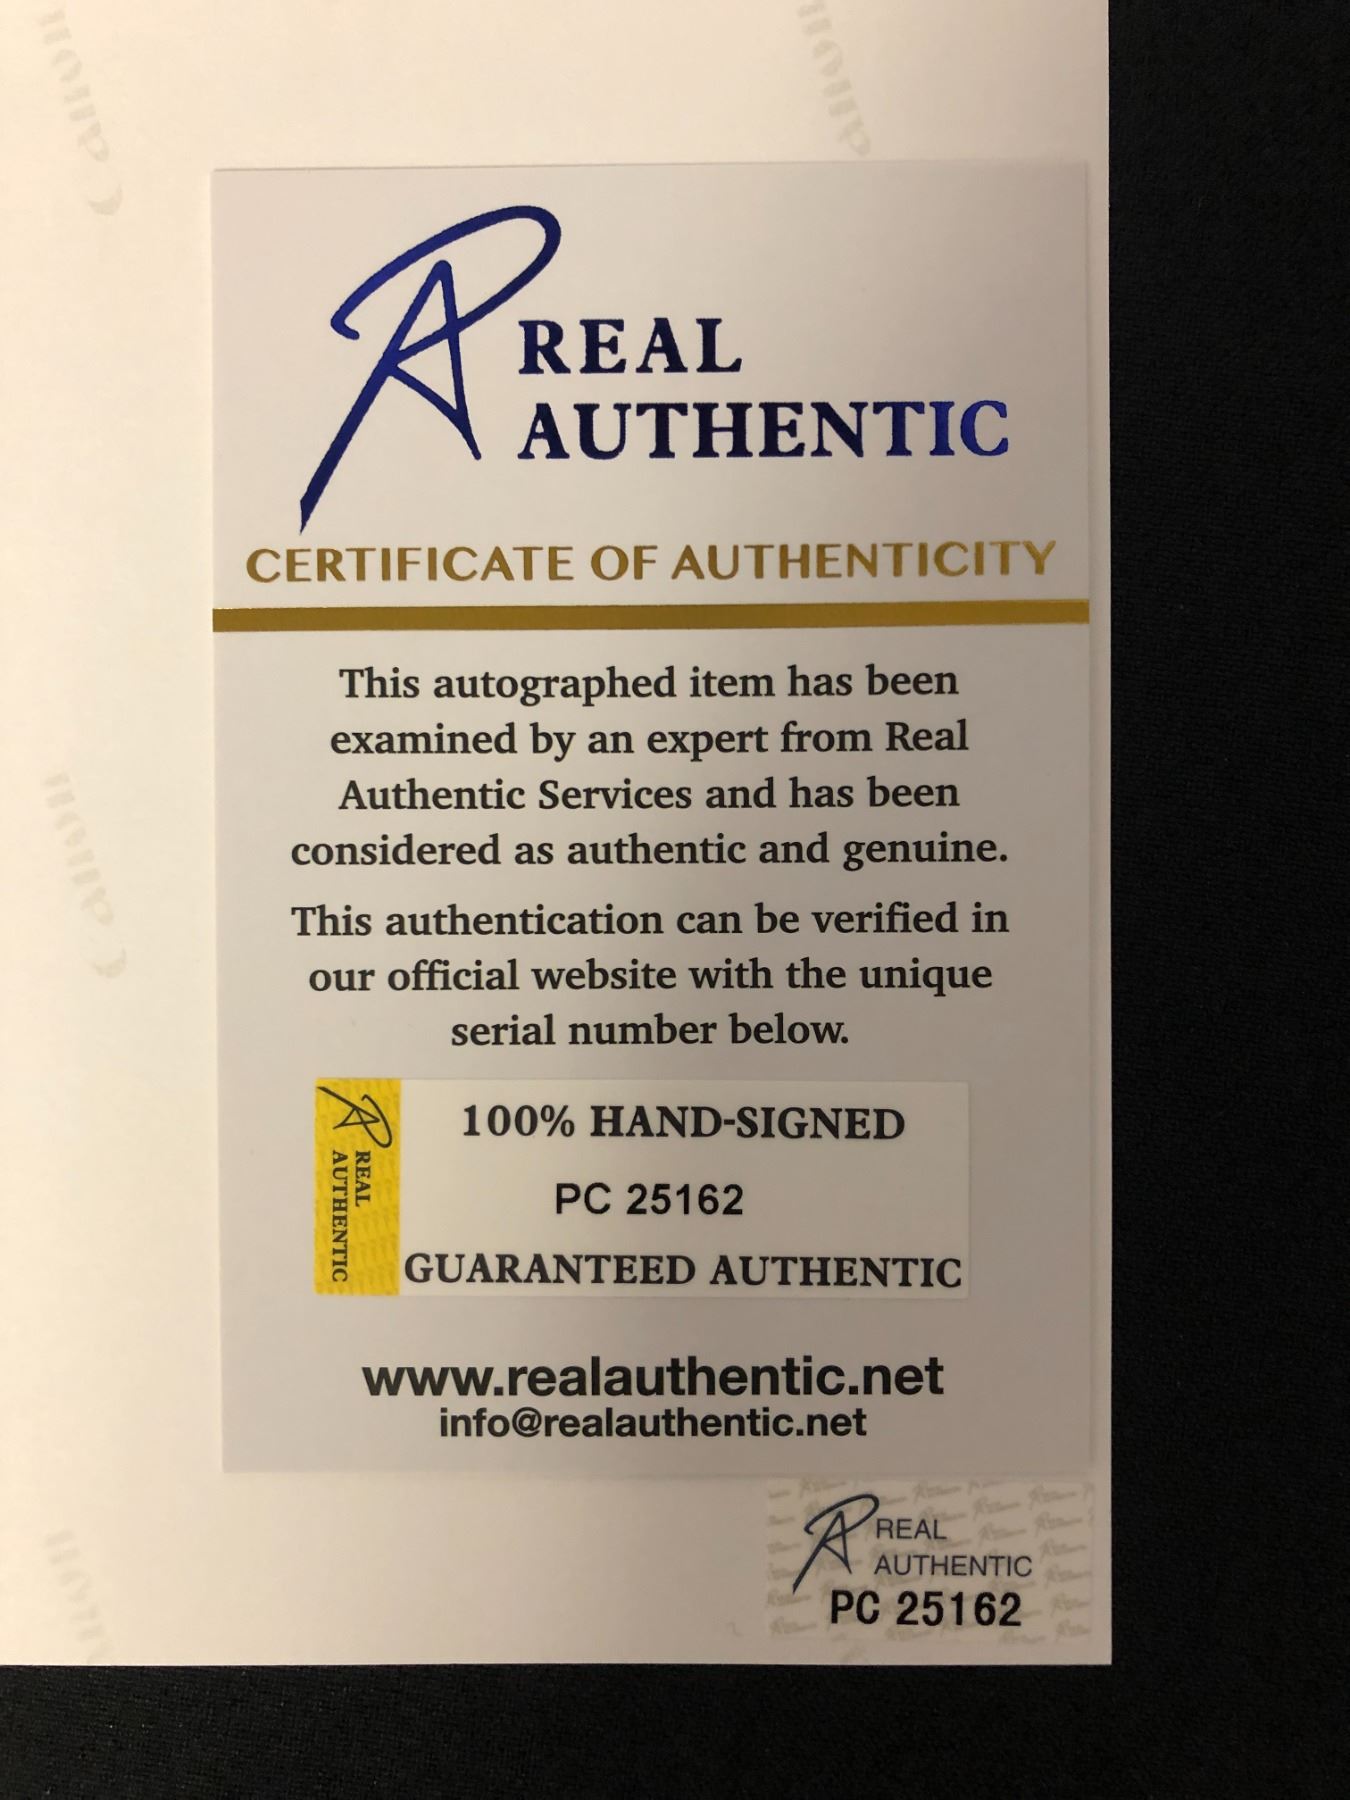 REAL
AUTHENTIC
CERTIFICATE OF AUTHENTICITY
This autographed item has been
examined by an expert from Real
Authentic Services and has been
considered as authentic and genuine.
This authentication can be verified in
our official website with the unique
serial number below.
REAL
AUTHENTIC
100% HAND-SIGNED
PC 25162
GUARANTEED AUTHENTIC
www.realauthentic.net
info@realauthentic.net
REAL
AUTHENTIC
PC 25162